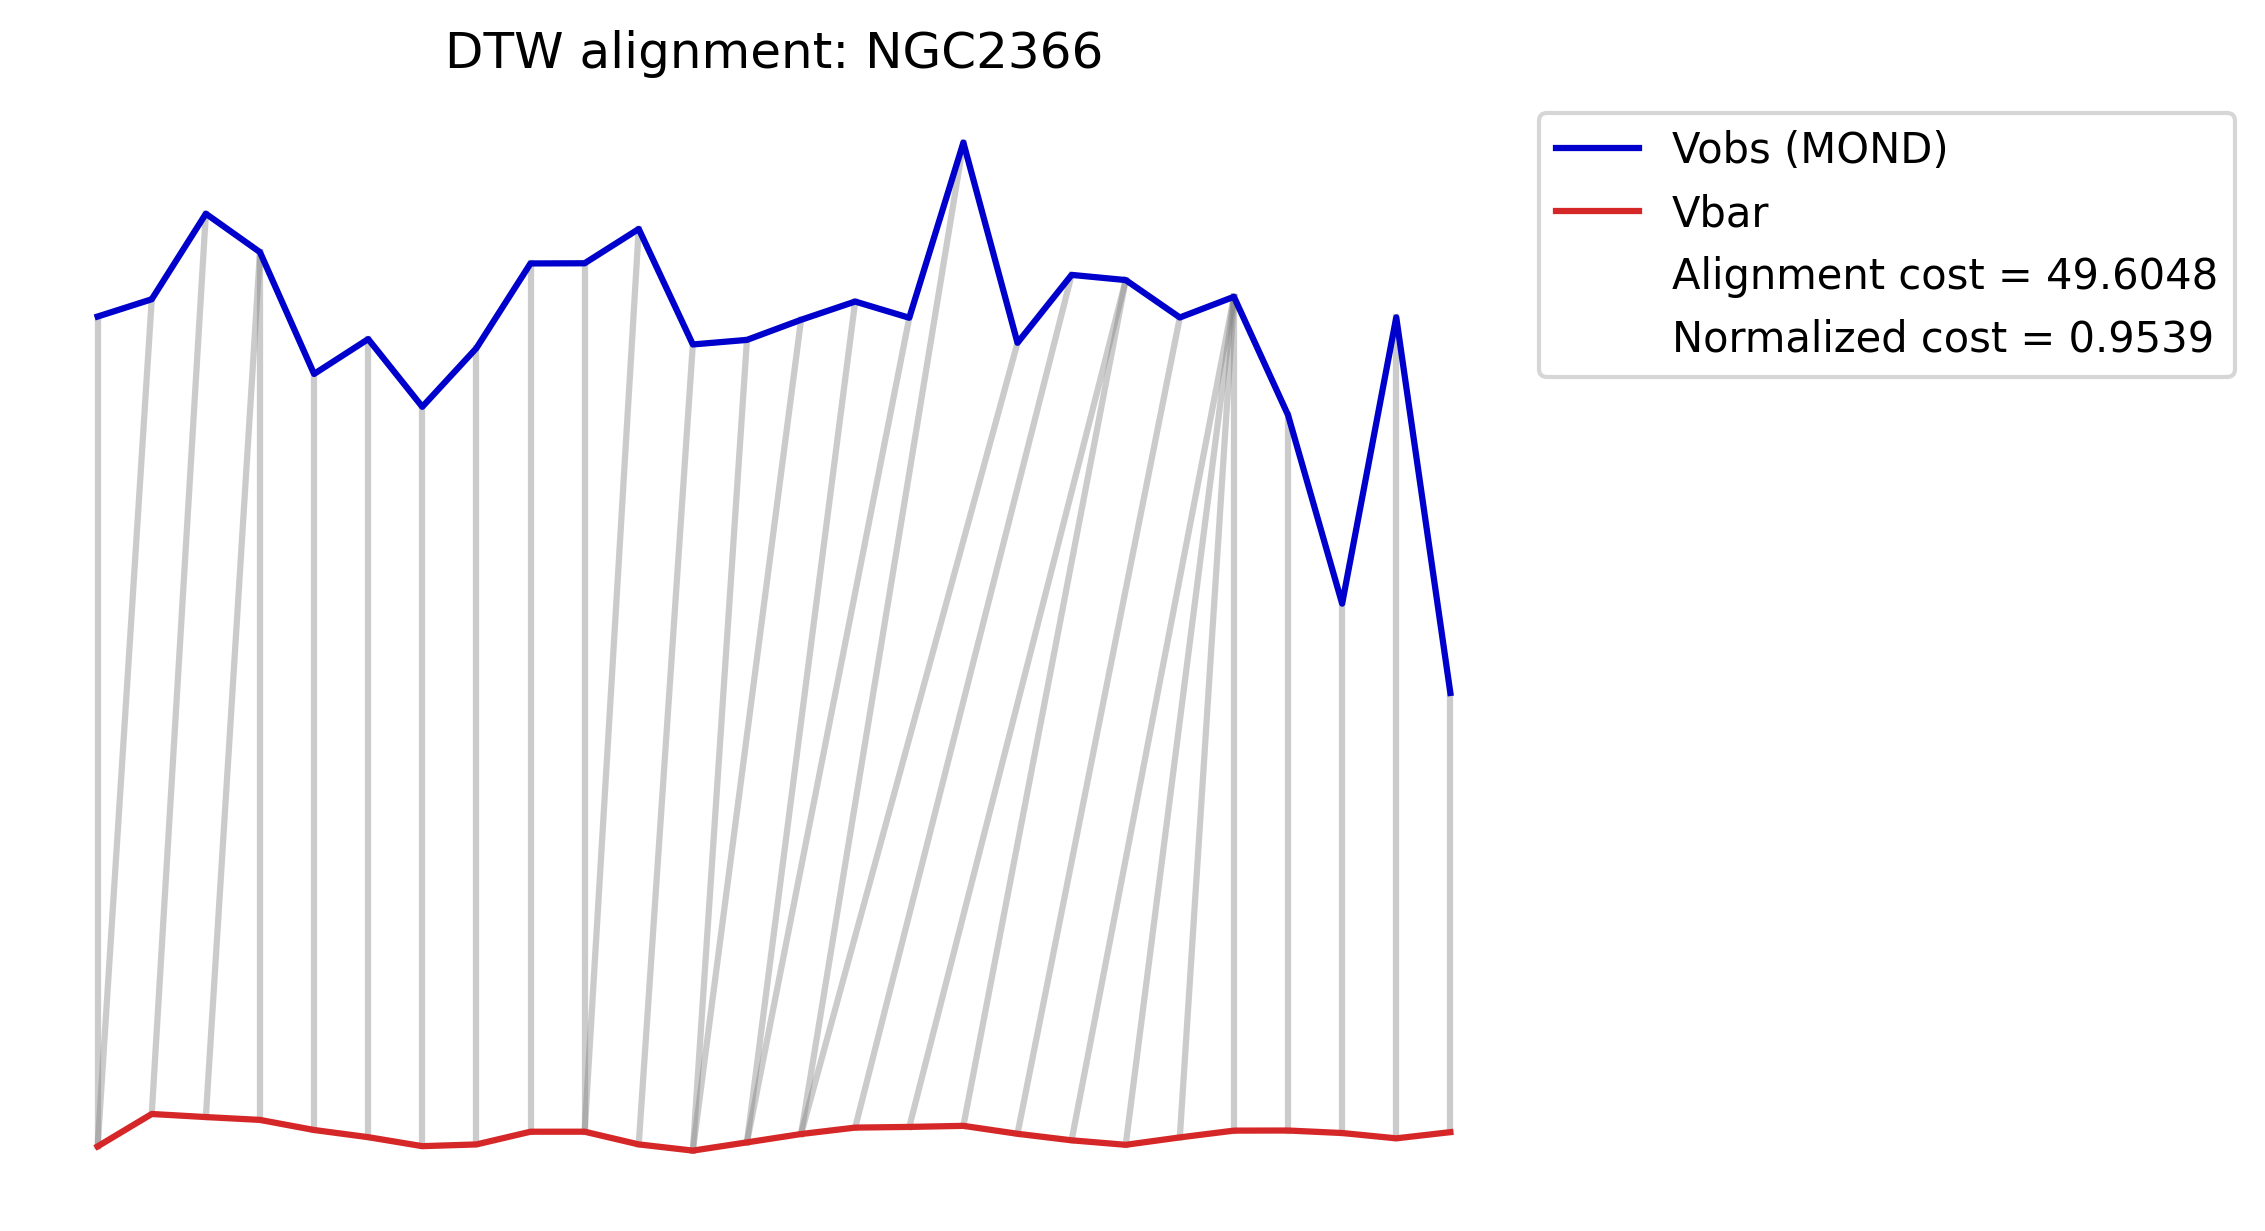 DTW alignment: NGC2366
Vobs (MOND)
Vbar
Alignment cost = 49.6048
Normalized cost = 0.9539